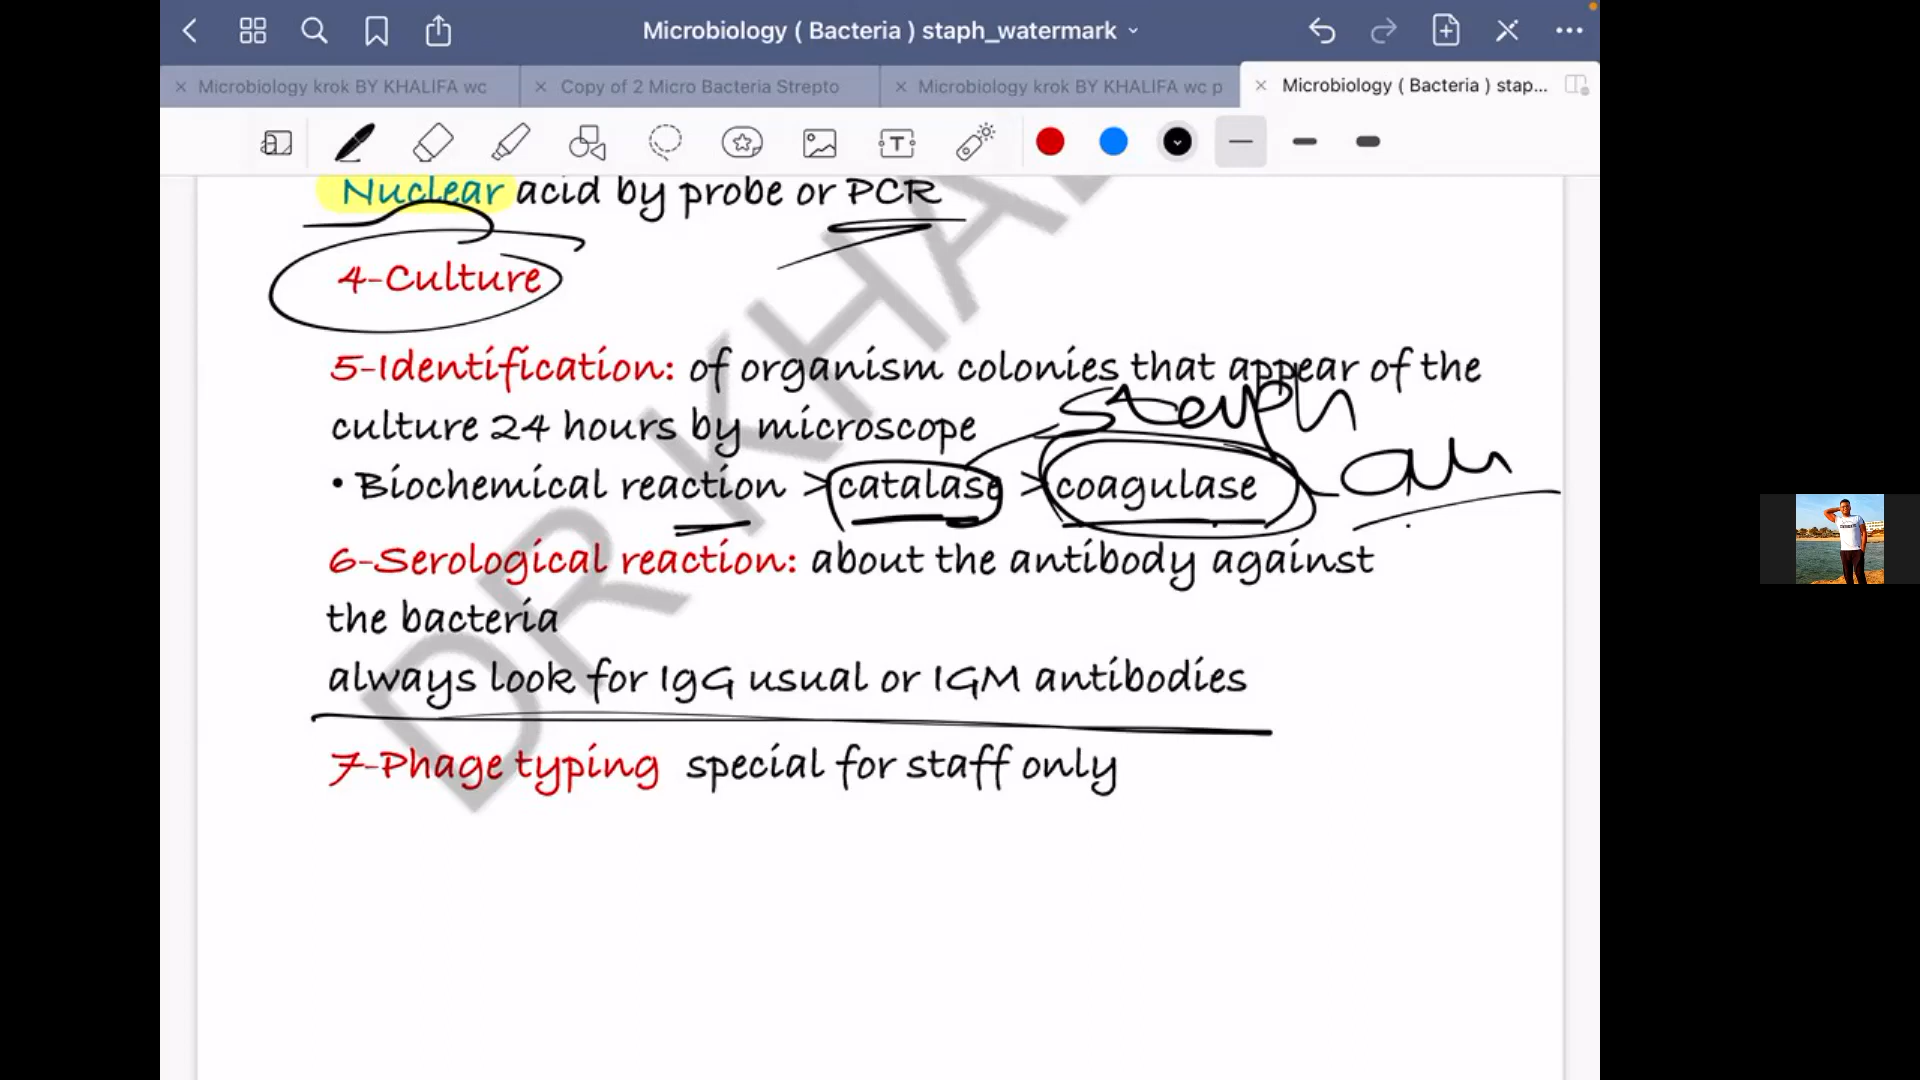 Microbiology ( Bacteria ) staph_watermark
Microbiology krok BY KHALIFA wc
Copy of 2 Micro Bacteria Strepto
Microbiology krok BY KHALIFA wc p
Microbiology ( Bacteria ) stap...
Nuclear acid by probe or PCR
4-Culture
5-Identification: of organism colonies that appear of the
culture 24 hours by microscope
staph
• Biochemical reaction > catalase > coagulase
au
6-Serological reaction: about the antibody against
the bacteria
always look for IgG usual or IGM antibodies
7-Phage typing special for staff only
DR KHAL